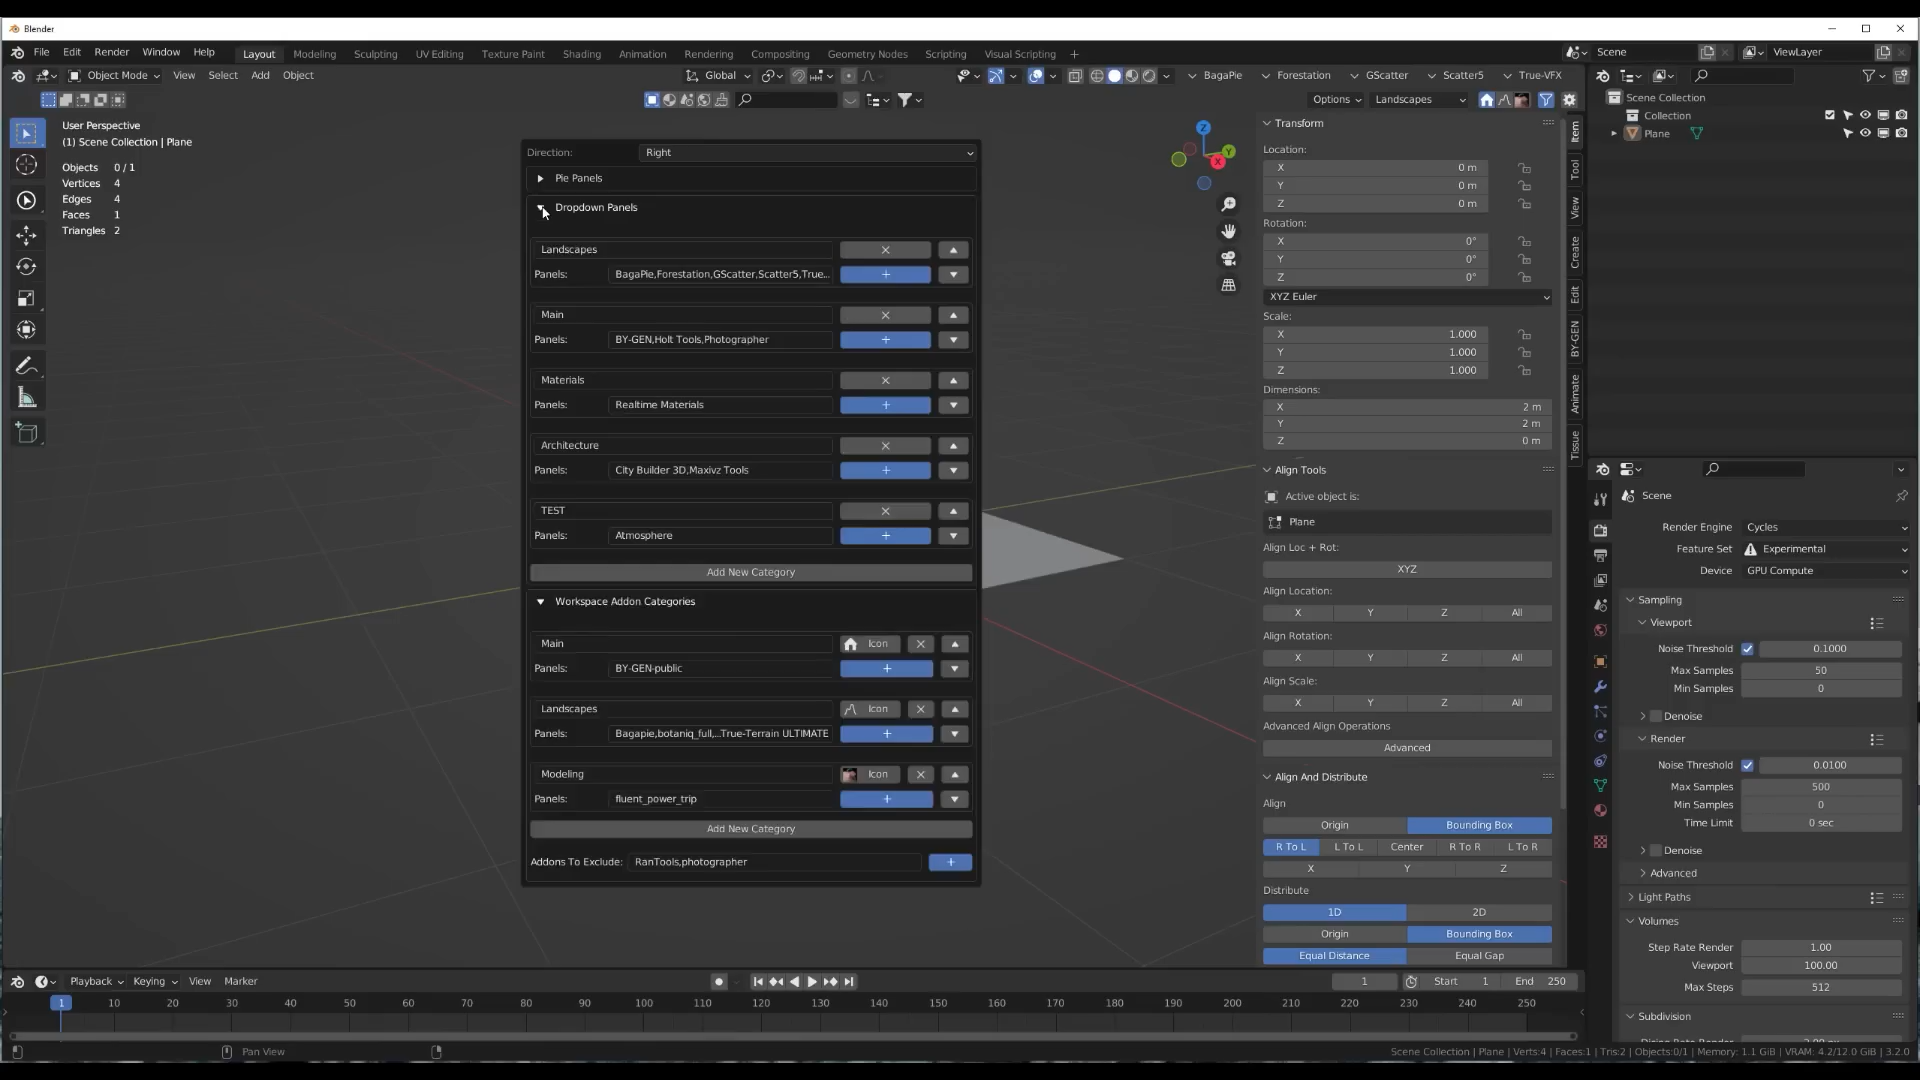 Blender
File Edit Render Window Help
Layout Modeling Sculpting UV Editing Texture Paint Shading Animation Rendering Compositing Geometry Nodes Scripting Visual Scripting +
Scene
ViewLayer
Object Mode View Select Add Object
Global
BagaPie Forestation GScatter Scatter5 True-VFX
Options Landscapes
User Perspective
(1) Scene Collection | Plane
Objects 0/1
Vertices 4
Edges 4
Faces 1
Triangles 2
Direction: Right
Pie Panels
Dropdown Panels
Landscapes
Panels: BagaPie,Forestation,GScatter,Scatter5,True...
Main
Panels: BY-GEN,Holt Tools,Photographer
Materials
Panels: Realtime Materials
Architecture
Panels: City Builder 3D,Maxivz Tools
TEST
Panels: Atmosphere
Add New Category
Workspace Addon Categories
Main Icon
Panels: BY-GEN-public
Landscapes Icon
Panels: Bagapie,botaniq_full,...True-Terrain ULTIMATE
Modeling Icon
Panels: fluent_power_trip
Add New Category
Addons To Exclude: RanTools,photographer
Z
Y
X
Transform
Location:
X 0 m
Y 0 m
Z 0 m
Rotation:
X 0°
Y 0°
Z 0°
XYZ Euler
Scale:
X 1.000
Y 1.000
Z 1.000
Dimensions:
X 2 m
Y 2 m
Z 0 m
Align Tools
Active object is:
Plane
Align Loc + Rot:
XYZ
Align Location:
X Y Z All
Align Rotation:
X Y Z All
Align Scale:
X Y Z All
Advanced Align Operations
Advanced
Align And Distribute
Align
Origin Bounding Box
R To L L To L Center R To R L To R
X Y Z
Distribute
1D 2D
Origin Bounding Box
Equal Distance Equal Gap
Item
Tool
View
Create
Edit
BY-GEN
Animate
Tissue
Scene Collection
Collection
Plane
Scene
Render Engine Cycles
Feature Set Experimental
Device GPU Compute
Sampling
Viewport
Noise Threshold 0.1000
Max Samples 50
Min Samples 0
Denoise
Render
Noise Threshold 0.0100
Max Samples 500
Min Samples 0
Time Limit 0 sec
Denoise
Advanced
Light Paths
Volumes
Step Rate Render 1.00
Viewport 100.00
Max Steps 512
Subdivision
Playback Keying View Marker
1 Start 1 End 250
1 10 20 30 40 50 60 70 80 90 100 110 120 130 140 150 160 170 180 190 200 210 220 230 240 250
Pan View
Scene Collection | Plane | Verts:4 | Faces:1 | Tris:2 | Objects:0/1 | Memory: 1.1 GiB | VRAM: 4.2/12.0 GiB | 3.2.0